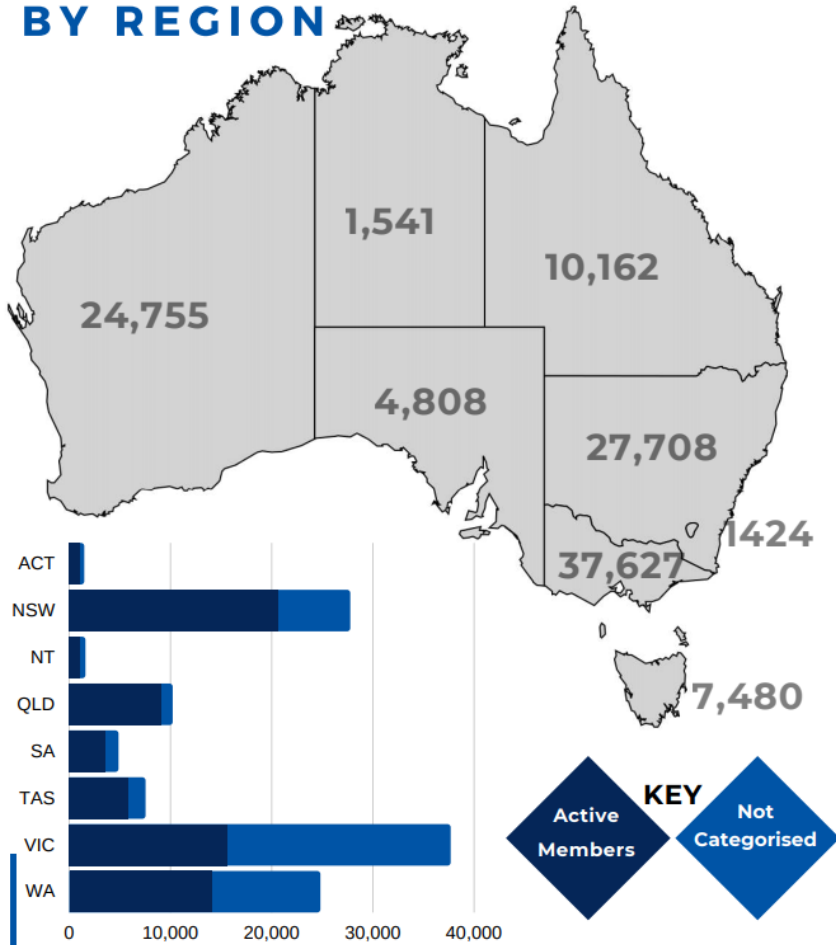 BY REGION
1,541
10,162
24,755
4,808
27,708
1424
37,627
7,480
ACT
NSW
NT
QLD
SA
TAS
VIC
WA
0 10,000 20,000 30,000 40,000
KEY
Active
Members
Not
Categorised